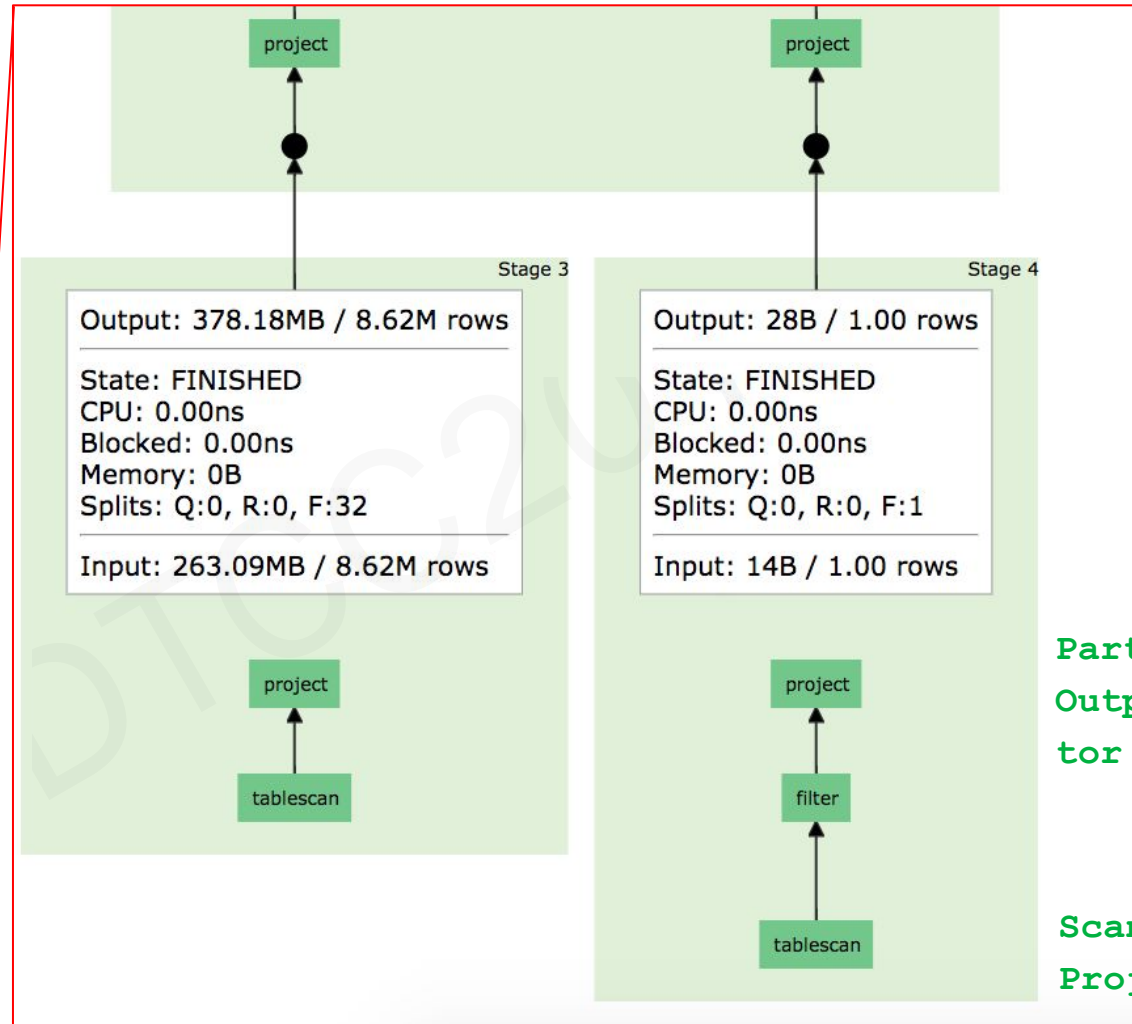 project
project
Stage 3
Output: 378.18MB / 8.62M rows
State: FINISHED
CPU: 0.00ns
Blocked: 0.00ns
Memory: 0B
Splits: Q:0, R:0, F:32
Input: 263.09MB / 8.62M rows
project
tablescan
Stage 4
Output: 28B / 1.00 rows
State: FINISHED
CPU: 0.00ns
Blocked: 0.00ns
Memory: 0B
Splits: Q:0, R:0, F:1
Input: 14B / 1.00 rows
project
filter
tablescan
tor